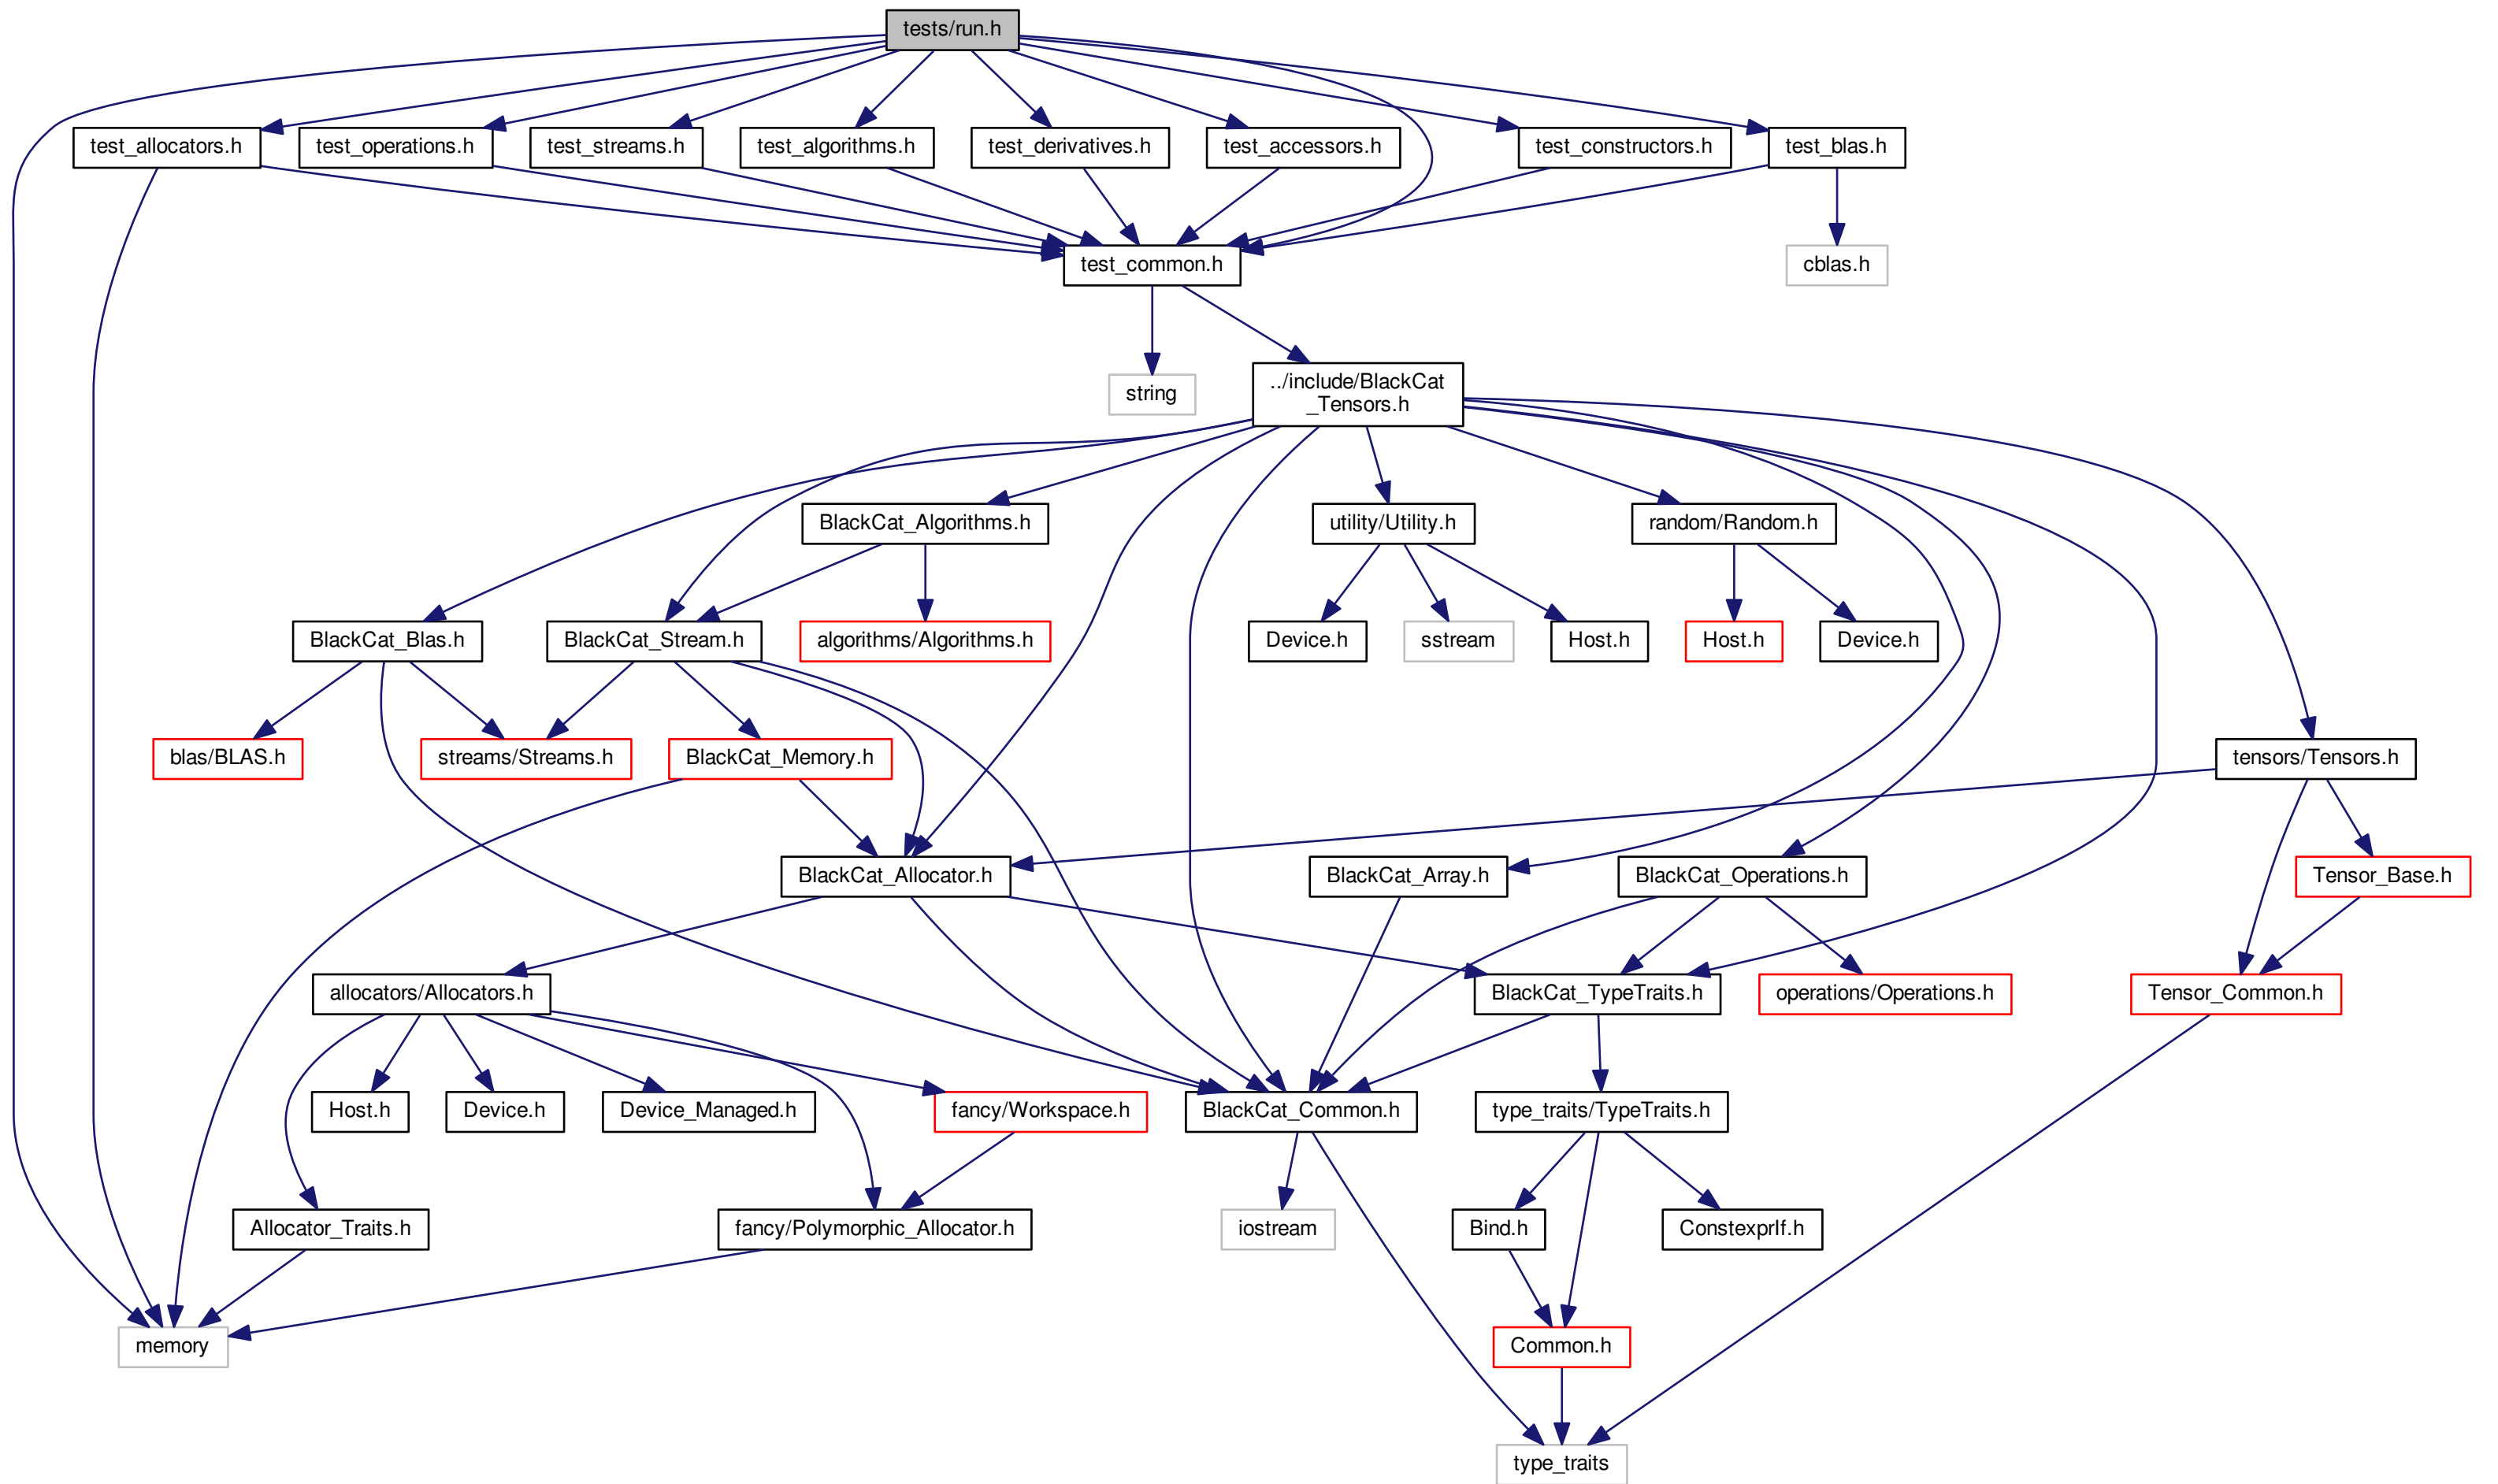 tests/run.h
test_allocators.h
test_operations.h
test_streams.h
test_algorithms.h
test_derivatives.h
test_accessors.h
test_constructors.h
test_blas.h
test_common.h
cblas.h
string
../include/BlackCat
_Tensors.h
BlackCat_Algorithms.h
utility/Utility.h
random/Random.h
BlackCat_Blas.h
BlackCat_Stream.h
algorithms/Algorithms.h
Device.h
sstream
Host.h
Host.h
Device.h
blas/BLAS.h
streams/Streams.h
BlackCat_Memory.h
tensors/Tensors.h
BlackCat_Allocator.h
BlackCat_Array.h
BlackCat_Operations.h
Tensor_Base.h
allocators/Allocators.h
BlackCat_TypeTraits.h
operations/Operations.h
Tensor_Common.h
Host.h
Device.h
Device_Managed.h
fancy/Workspace.h
BlackCat_Common.h
type_traits/TypeTraits.h
Allocator_Traits.h
fancy/Polymorphic_Allocator.h
iostream
Bind.h
ConstexprIf.h
memory
Common.h
type_traits